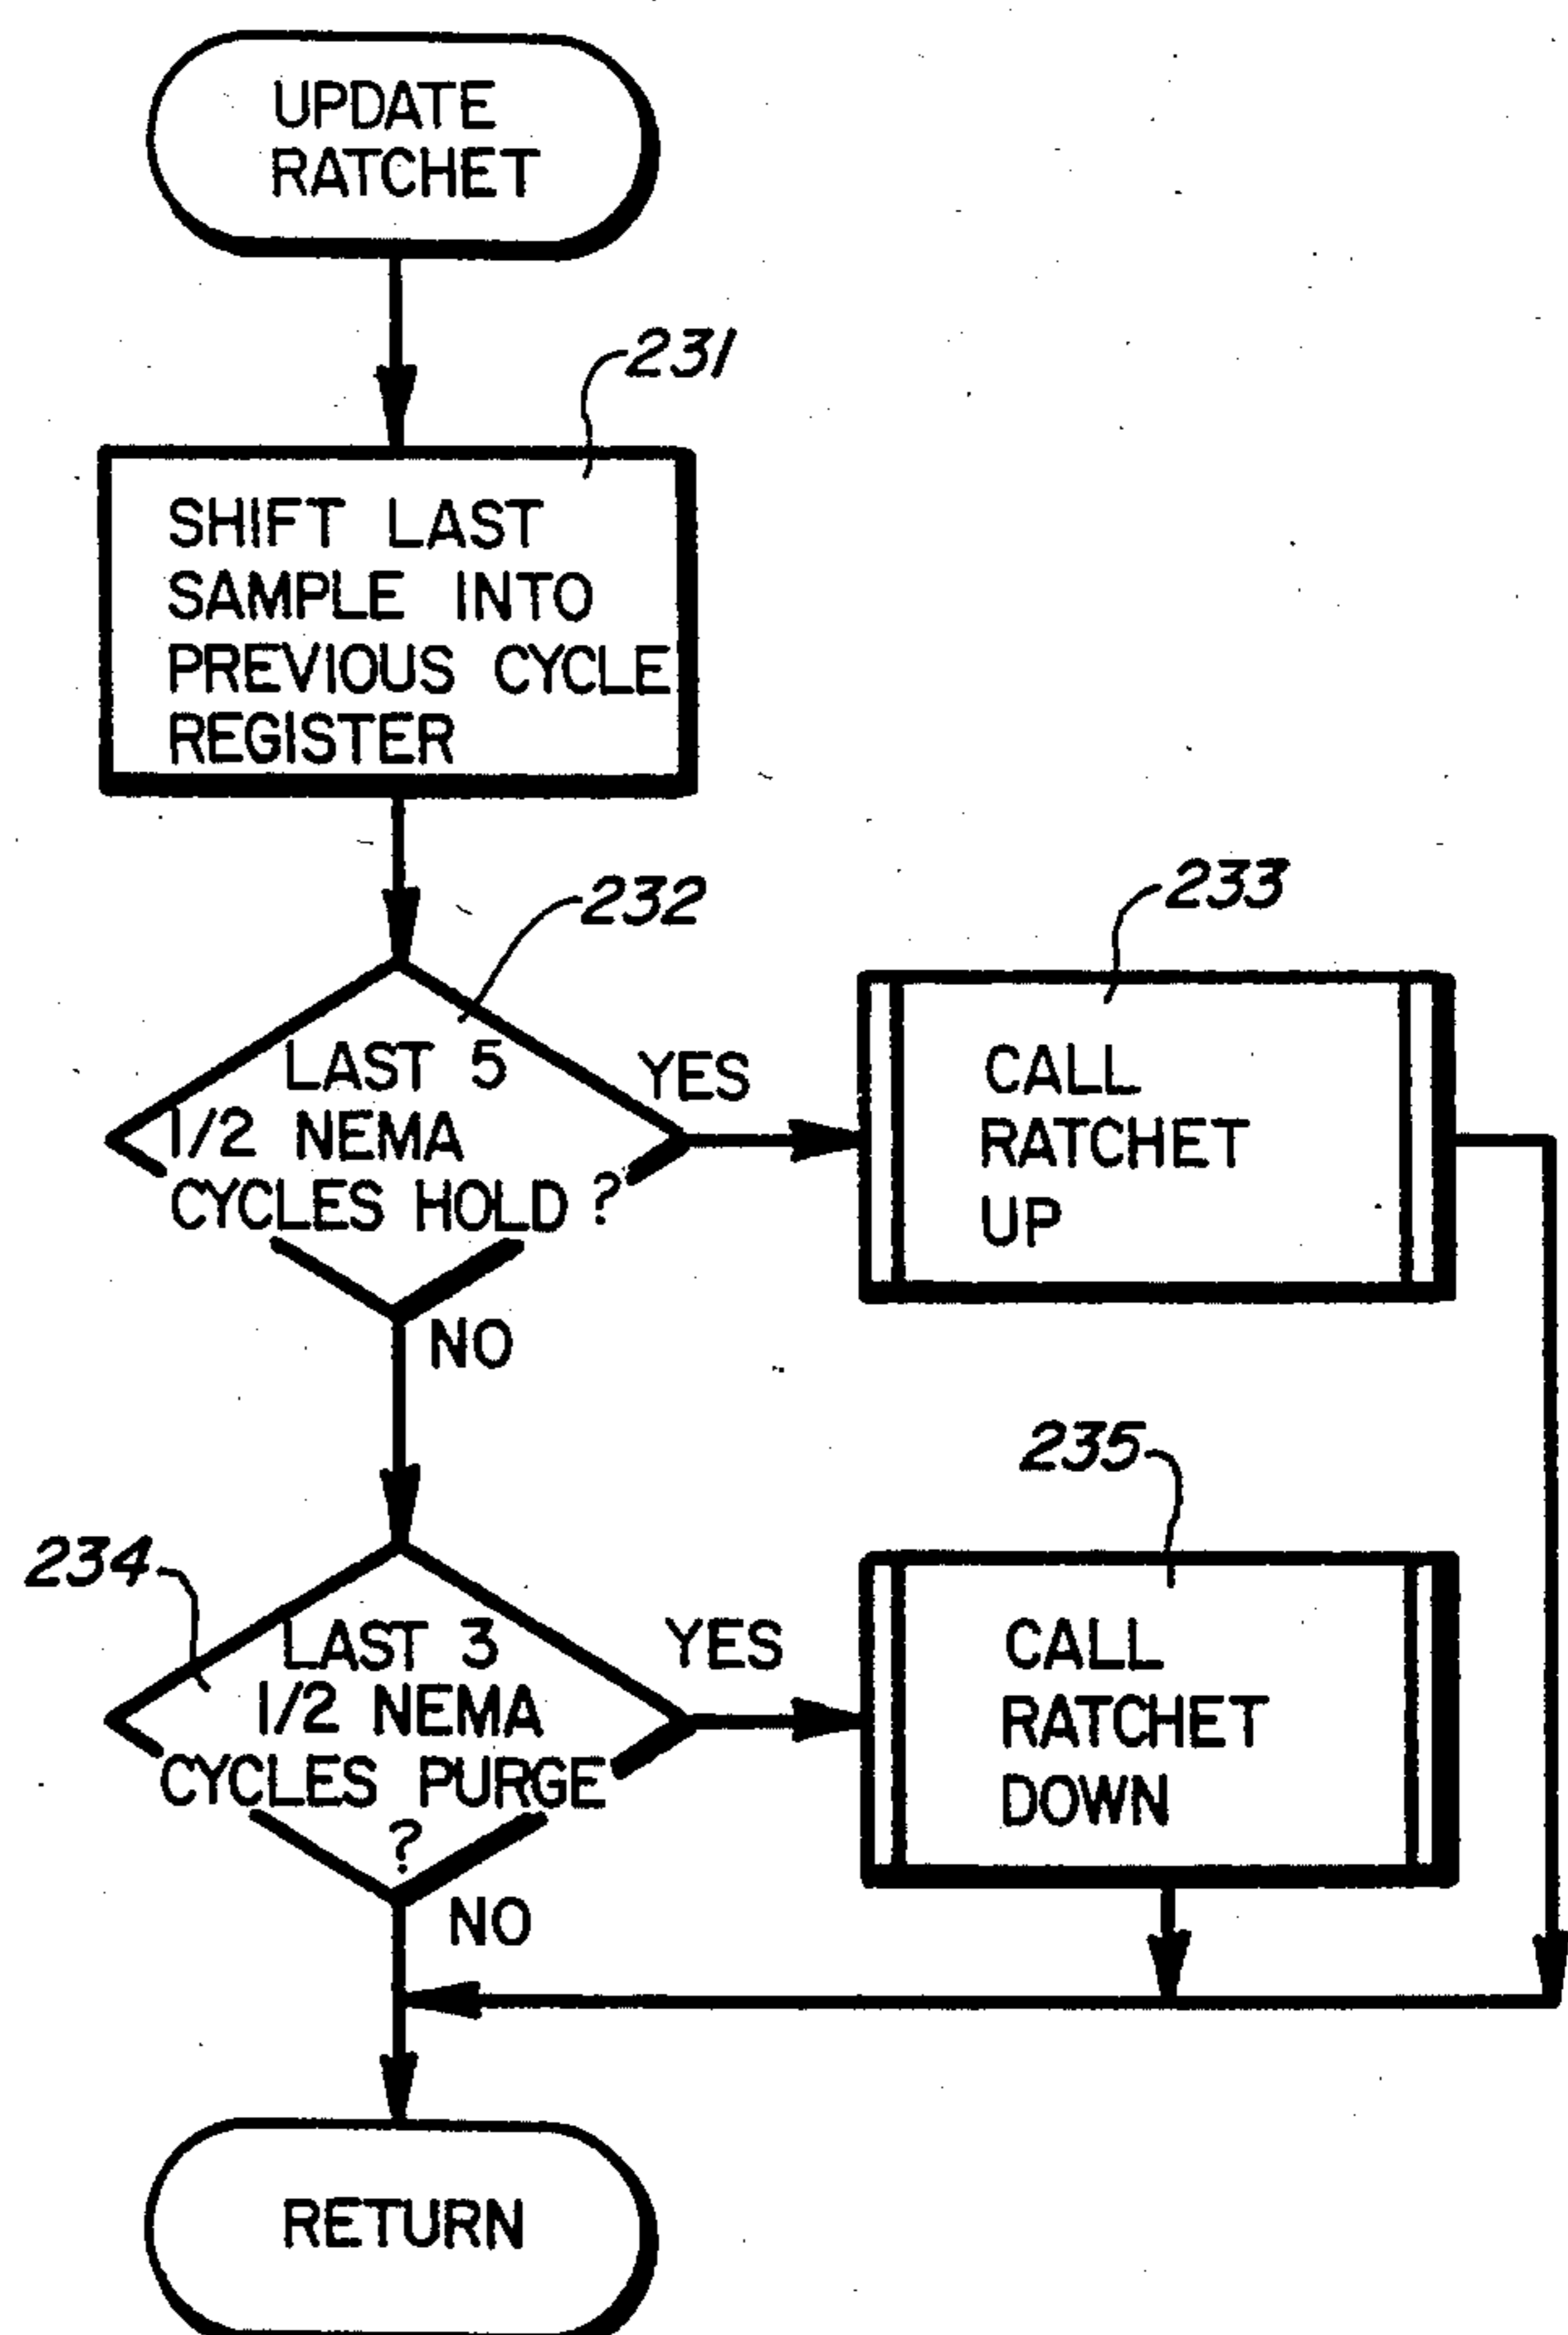 UPDATE
RATCHET
231
SHIFT LAST
SAMPLE INTO
PREVIOUS CYCLE
REGISTER
232
LAST 5
1/2 NEMA
CYCLES HOLD ?
YES
233
CALL
RATCHET
UP
NO
234
LAST 3
1/2 NEMA
CYCLES PURGE
?
YES
235
CALL
RATCHET
DOWN
NO
RETURN